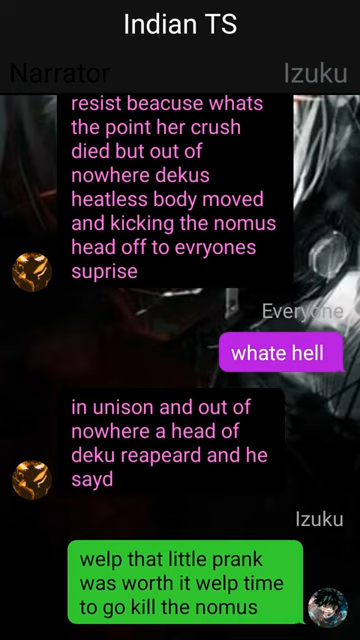 Indian TS
Narrator
Izuku
resist beacuse whats
the point her crush
died but out of
nowhere dekus
heatless body moved
and kicking the nomus
head off to evryones
suprise
Everyone
whate hell
in unison and out of
nowhere a head of
deku reapeard and he
sayd
Izuku
welp that little prank
was worth it welp time
to go kill the nomus